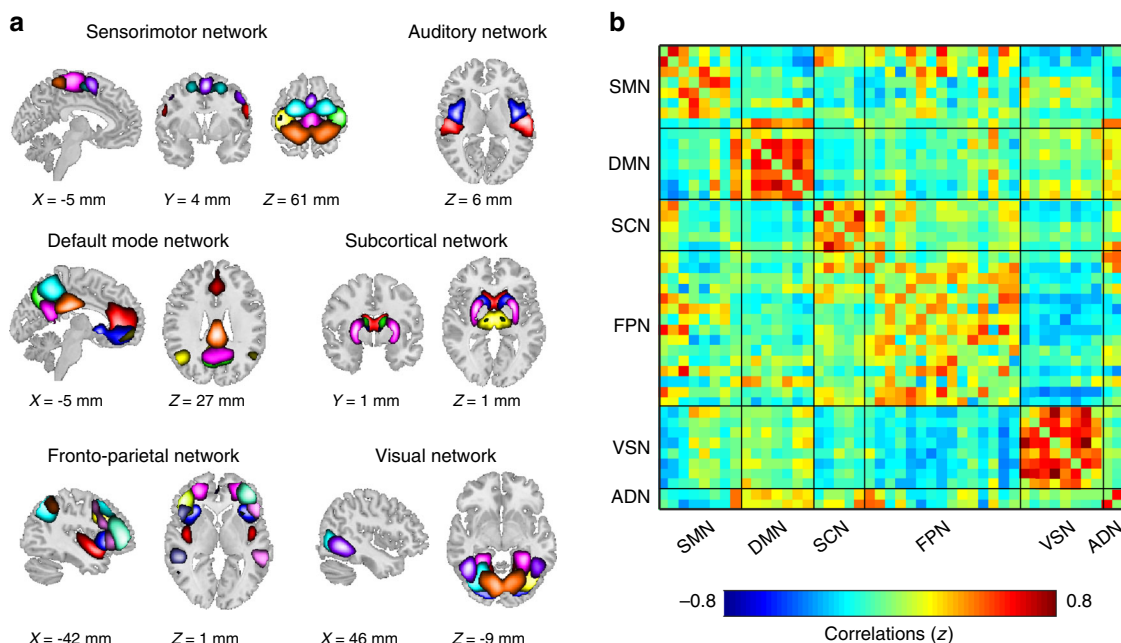 a
Sensorimotor network
Auditory network
X = -5 mm
Y = 4 mm
Z = 61 mm
Z = 6 mm
Default mode network
Subcortical network
X = -5 mm
Z = 27 mm
Y = 1 mm
Z = 1 mm
Fronto-parietal network
Visual network
X = -42 mm
Z = 1 mm
X = 46 mm
Z = -9 mm
b
SMN
DMN
SCN
FPN
VSN
ADN
SMN
DMN
SCN
FPN
VSN
ADN
–0.8
0.8
Correlations (z)